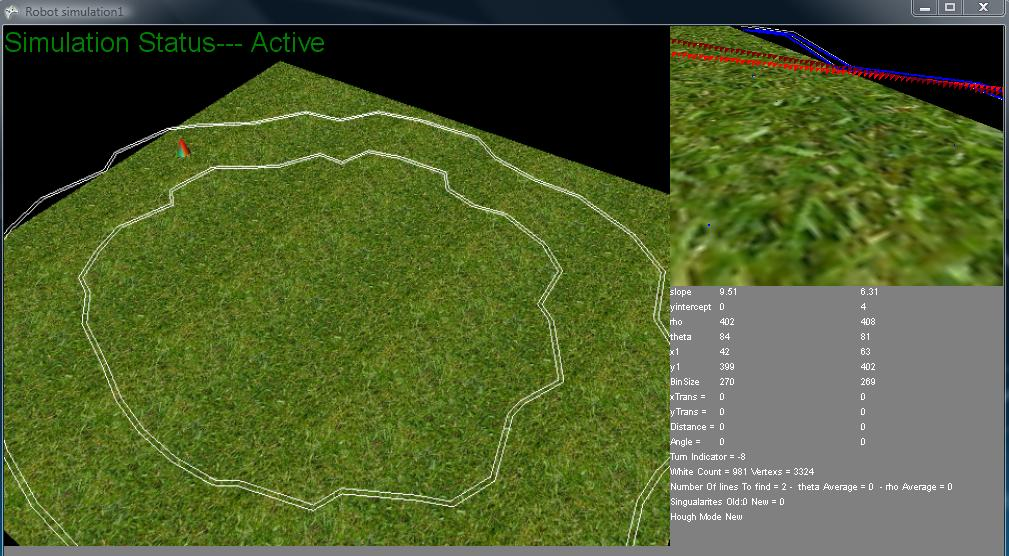 Robot simulation1
Simulation Status--- Active
slope 9.51 6.31
yintercept 0 4
rho 402 408
theta 84 81
x1 42 63
y1 399 402
BinSize 270 269
xTrans = 0 0
yTrans = 0 0
Distance = 0 0
Angle = 0 0
Turn Indicator = -8
White Count = 981 Vertexs = 3324
Number Of lines To find = 2 - theta Average = 0 - rho Average = 0
Singualarites Old:0 New = 0
Hough Mode New